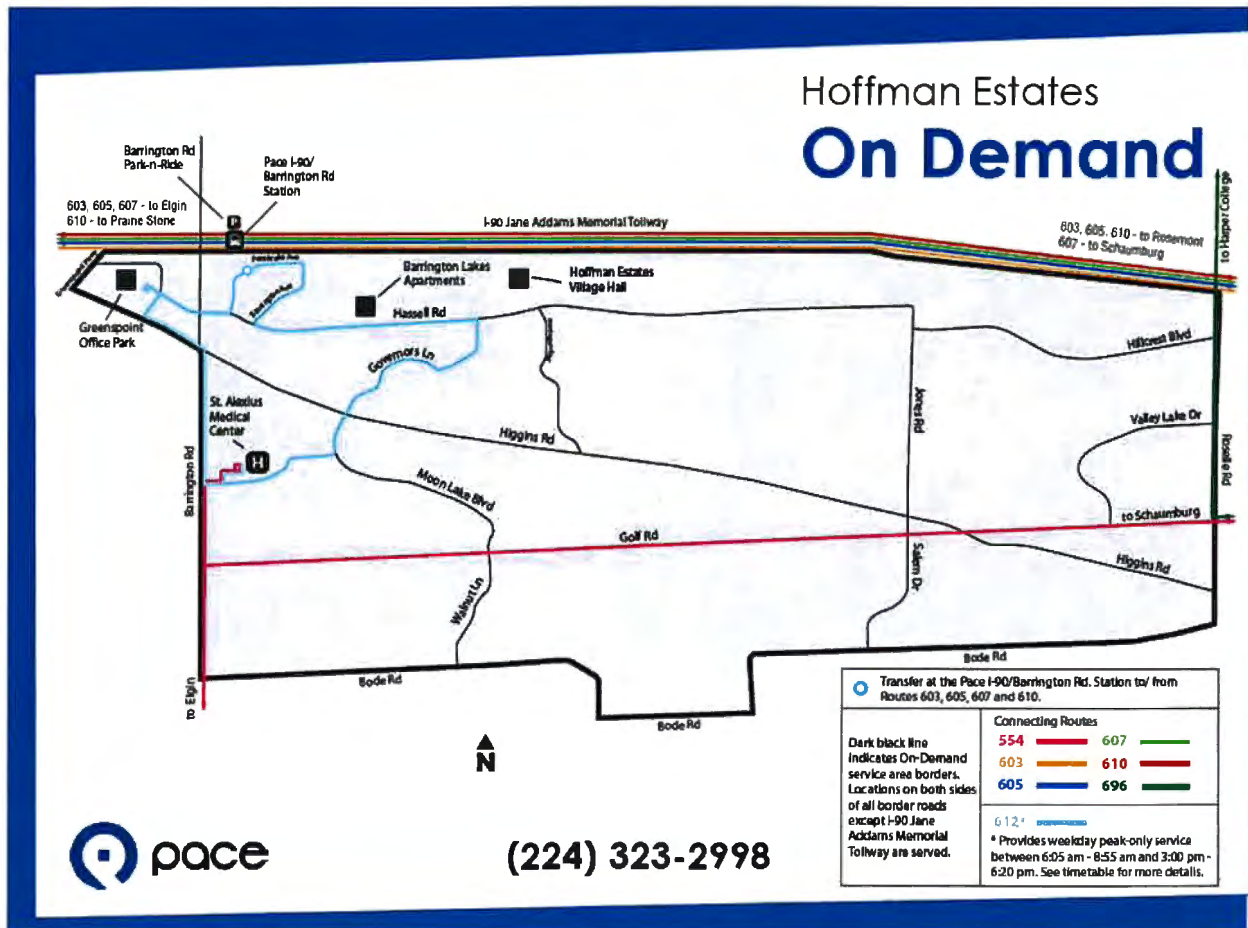 Hoffman Estates
On Demand
Barrington Rd
Park-n-Ride
Pace I-90/
Barrington Rd
Station
603, 605, 607 - to Elgin
610 - to Prairie Stone
P
I-90 Jane Addams Memorial Tollway
603, 605, 610 - to Rosemont
607 - to Schaumburg
to Harper College
Greenspoint
Office Park
Barrington Lakes
Apartments
Hoffman Estates
Village Hall
Hassell Rd
Governors Ln
Hillcrest Blvd
Jones Rd
Valley Lake Dr
Roselle Rd
St. Alexius
Medical
Center
H
Barrington Rd
Higgins Rd
Moon Lake Blvd
to Schaumburg
Golf Rd
Salem Dr
Higgins Rd
Walnut Ln
Bode Rd
Bode Rd
Bode Rd
to Elgin
N
Transfer at the Pace I-90/Barrington Rd. Station to/ from
Routes 603, 605, 607 and 610.
Dark black line
indicates On-Demand
service area borders.
Locations on both sides
of all border roads
except I-90 Jane
Addams Memorial
Tollway are served.
Connecting Routes
554 607
603 610
605 696
612*
* Provides weekday peak-only service
between 6:05 am - 8:55 am and 3:00 pm -
6:20 pm. See timetable for more details.
pace
(224) 323-2998